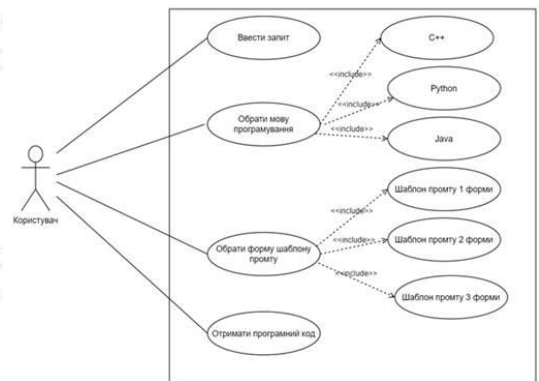 Ввести запит
C++
<<include>>
Python
<<include>>
Обрати мову
програмування
<<include>>
Java
Користувач
Шаблон промту 1 форми
<<include>>
Обрати форму шаблону
промту
<<include>>
Шаблон промту 2 форми
<<include>>
Шаблон промту 3 форми
Отримати програмний код